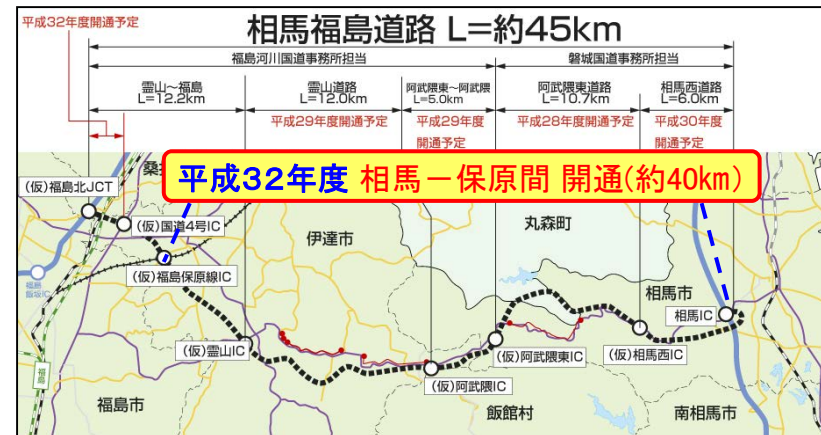 相馬福島道路 L=約45km
平成32年度開通予定
福島河川国道事務所担当
磐城国道事務所担当
霊山～福島
L=12.2km
霊山道路
L=12.0km
阿武隈東～阿武隈
L=5.0km
阿武隈東道路
L=10.7km
相馬西道路
L=6.0km
平成29年度開通予定
平成29年度
開通予定
平成28年度開通予定
平成30年度
開通予定
平成32年度 相馬－保原間 開通(約40km)
(仮)福島北JCT
(仮)国道4号IC
(仮)福島保原線IC
福島
飯坂IC
伊達市
丸森町
相馬市
相馬IC
(仮)霊山IC
(仮)阿武隈IC
(仮)阿武隈東IC
(仮)相馬西IC
福島
福島市
飯館村
南相馬市